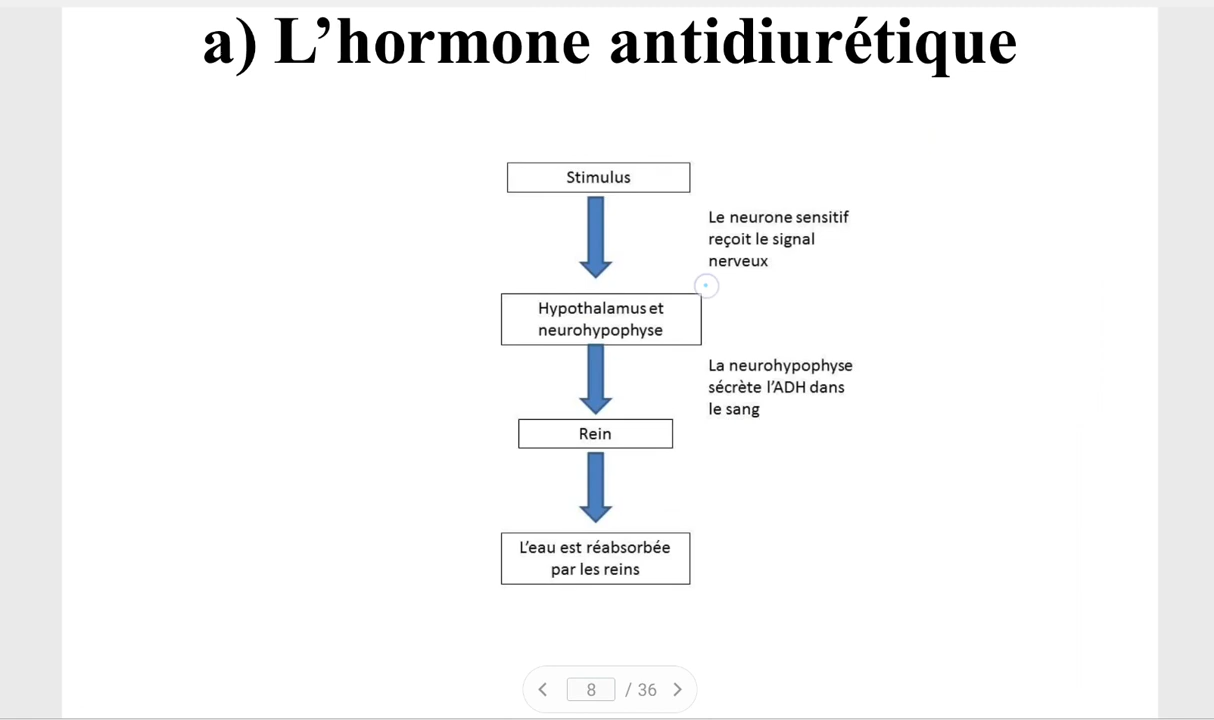 a) L’hormone antidiurétique
Stimulus
Le neurone sensitif
reçoit le signal
nerveux
Hypothalamus et
neurohypophyse
La neurohypophyse
sécrète l’ADH dans
le sang
Rein
L’eau est réabsorbée
par les reins
8 / 36